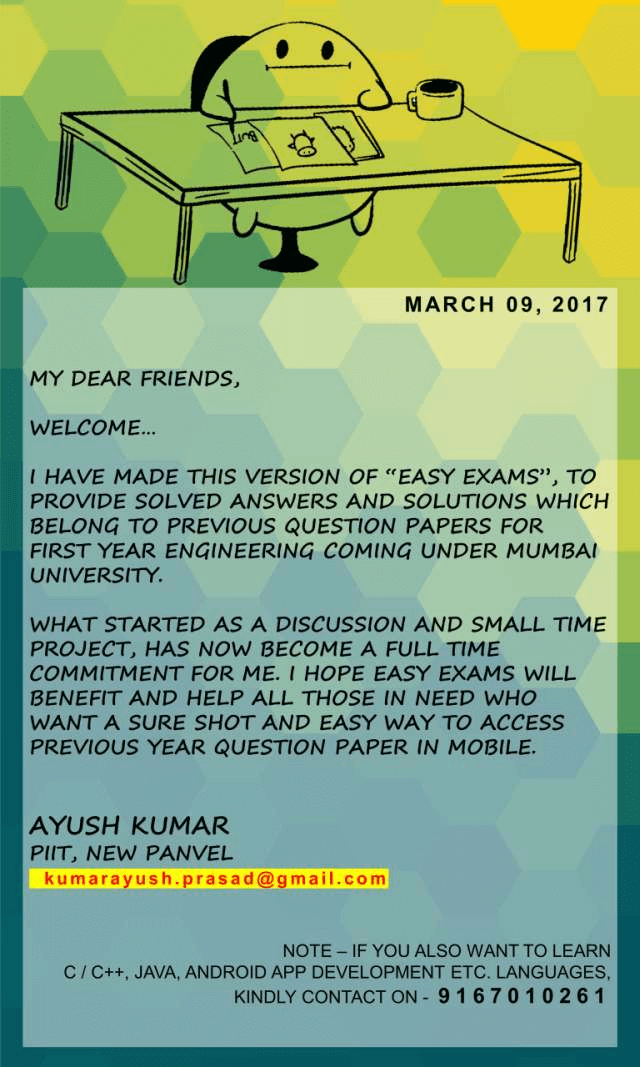 BUTT
MARCH 09, 2017
MY DEAR FRIENDS,
WELCOME...
I HAVE MADE THIS VERSION OF “EASY EXAMS”, TO
PROVIDE SOLVED ANSWERS AND SOLUTIONS WHICH
BELONG TO PREVIOUS QUESTION PAPERS FOR
FIRST YEAR ENGINEERING COMING UNDER MUMBAI
UNIVERSITY.
WHAT STARTED AS A DISCUSSION AND SMALL TIME
PROJECT, HAS NOW BECOME A FULL TIME
COMMITMENT FOR ME. I HOPE EASY EXAMS WILL
BENEFIT AND HELP ALL THOSE IN NEED WHO
WANT A SURE SHOT AND EASY WAY TO ACCESS
PREVIOUS YEAR QUESTION PAPER IN MOBILE.
AYUSH KUMAR
PIIT, NEW PANVEL
kumarayush.prasad@gmail.com
NOTE – IF YOU ALSO WANT TO LEARN
C / C++, JAVA, ANDROID APP DEVELOPMENT ETC. LANGUAGES,
KINDLY CONTACT ON - 9167010261